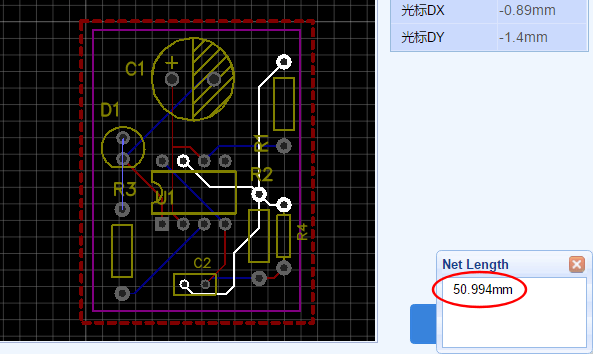 光标DX -0.89mm
光标DY -1.4mm
C1
+
D1
R1
R2
R3
U1
R4
C2
Net Length
50.994mm